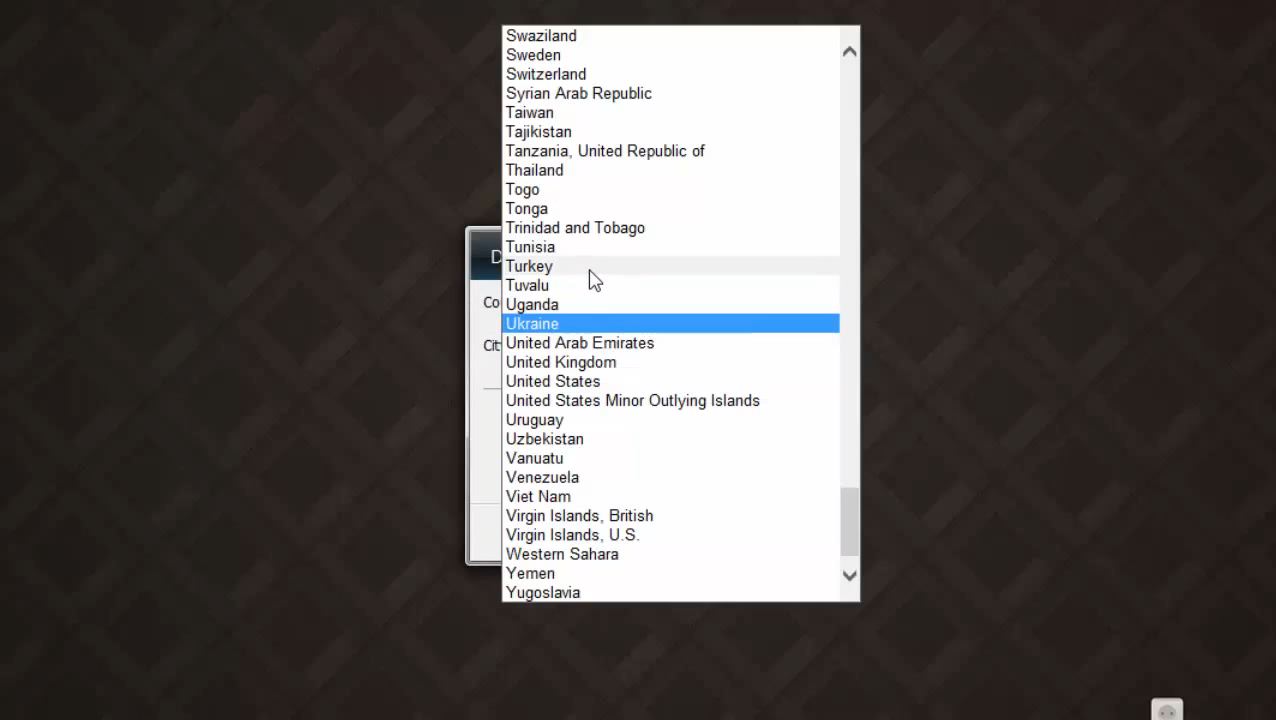 Swaziland
Sweden
Switzerland
Syrian Arab Republic
Taiwan
Tajikistan
Tanzania, United Republic of
Thailand
Togo
Tonga
Trinidad and Tobago
Tunisia
Turkey
Tuvalu
Uganda
Ukraine
United Arab Emirates
United Kingdom
United States
United States Minor Outlying Islands
Uruguay
Uzbekistan
Vanuatu
Venezuela
Viet Nam
Virgin Islands, British
Virgin Islands, U.S.
Western Sahara
Yemen
Yugoslavia
D
Co
Cit